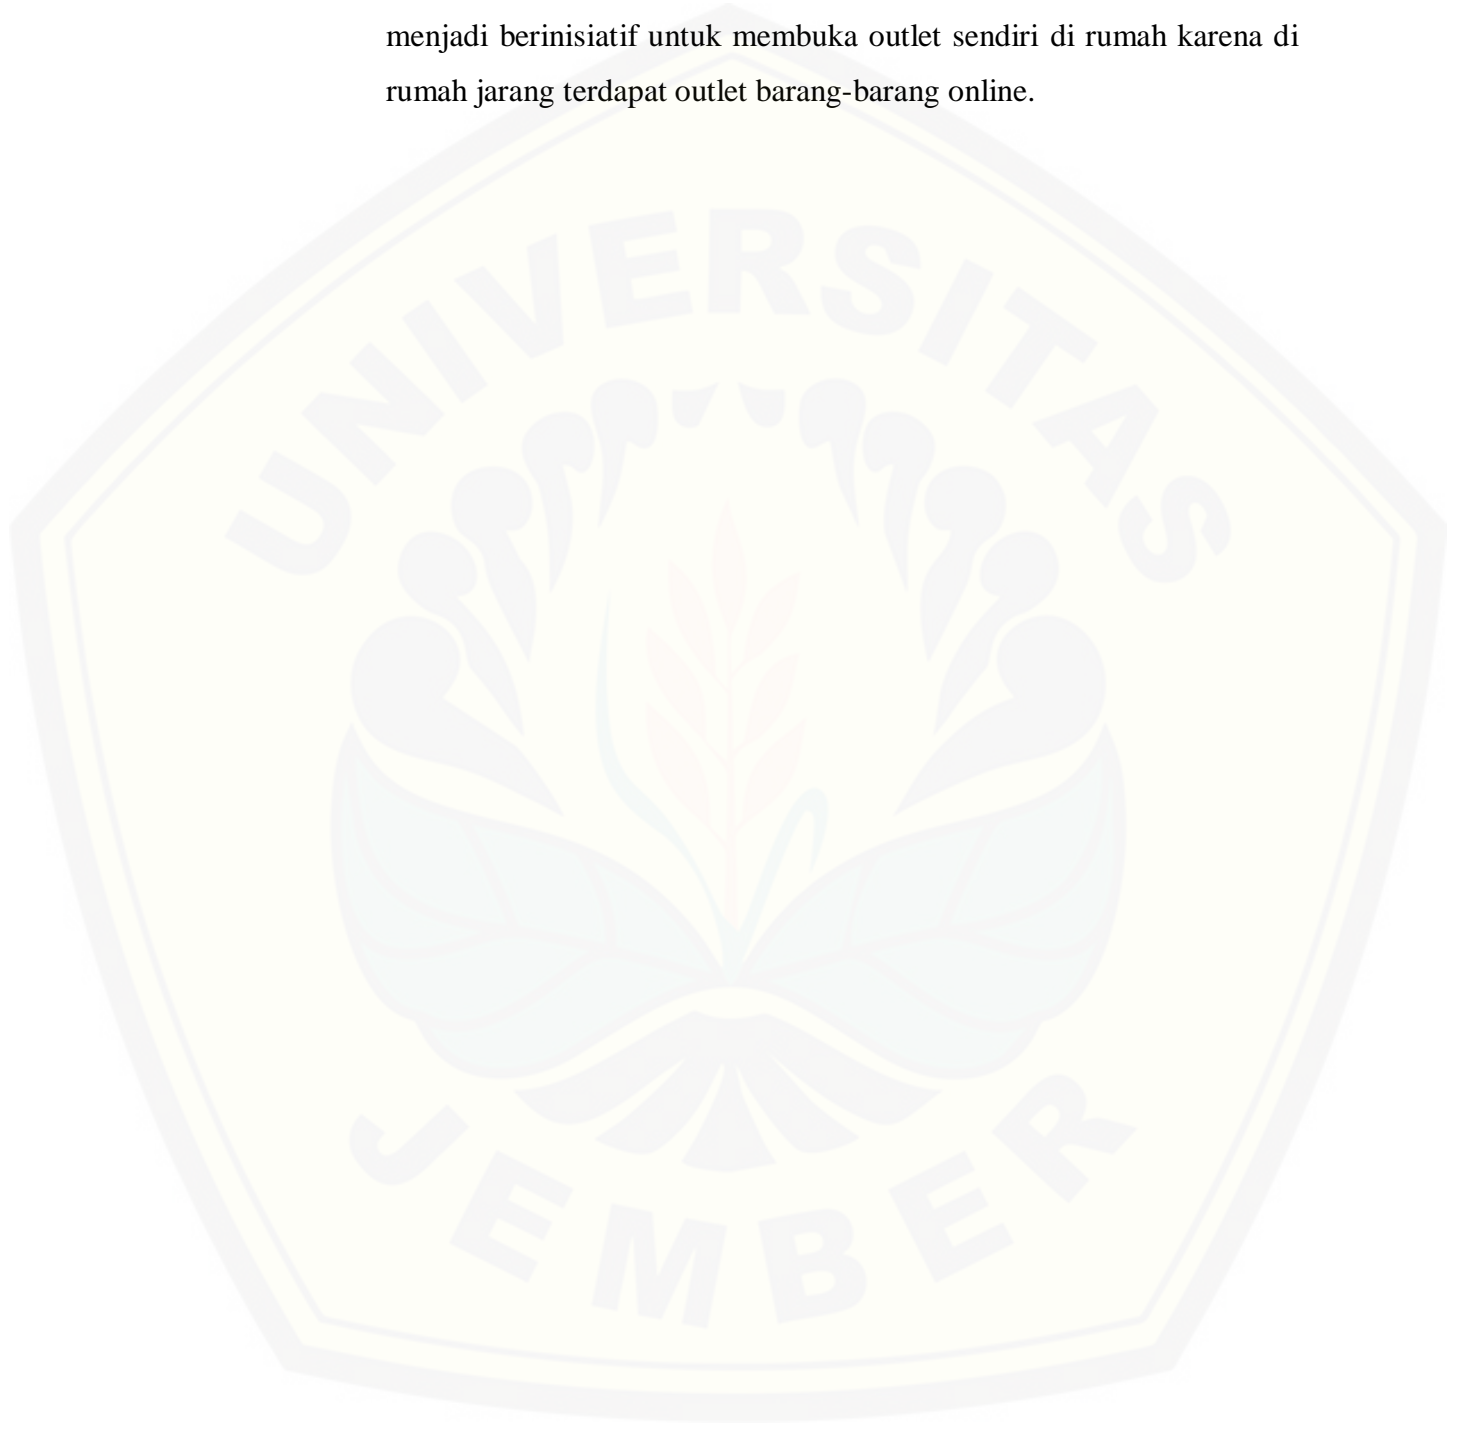 menjadi berinisiatif untuk membuka outlet sendiri di rumah karena di
rumah jarang terdapat outlet barang-barang online.
UNIVERSITAS
JEMBER